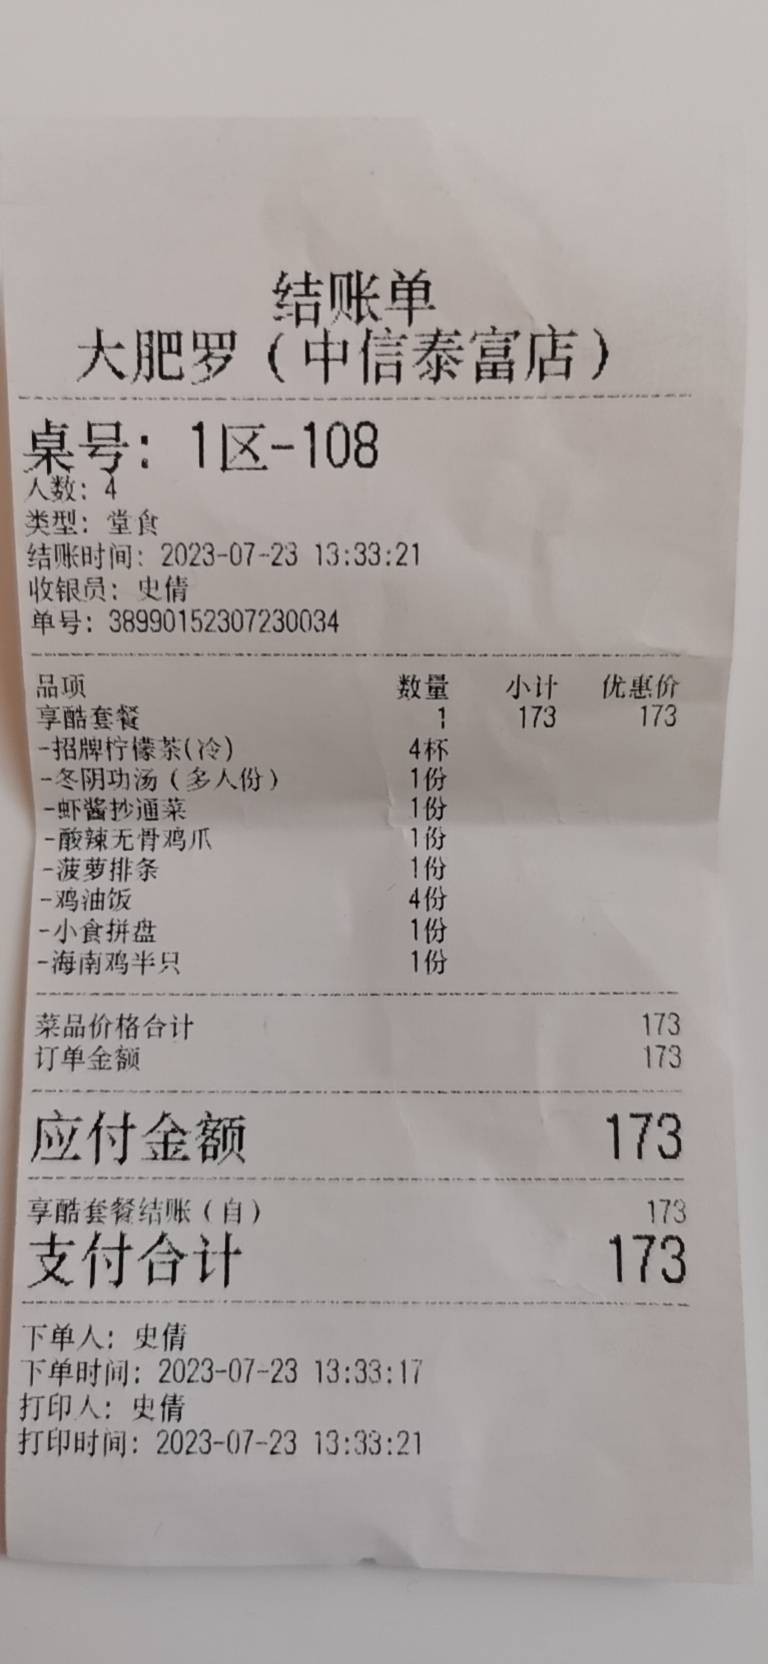 结账单
大肥罗（中信泰富店）
桌号：1区-108
人数：4
类型：堂食
结账时间：2023-07-23 13:33:21
收银员：史倩
单号：38990152307230034
品项 数量 小计 优惠价
享酷套餐 1 173 173
-招牌柠檬茶(冷) 4杯
-冬阴功汤（多人份） 1份
-虾酱抄通菜 1份
-酸辣无骨鸡爪 1份
-菠萝排条 1份
-鸡油饭 4份
-小食拼盘 1份
-海南鸡半只 1份
菜品价格合计 173
订单金额 173
应付金额 173
享酷套餐结账（自） 173
支付合计 173
下单人：史倩
下单时间：2023-07-23 13:33:17
打印人：史倩
打印时间：2023-07-23 13:33:21